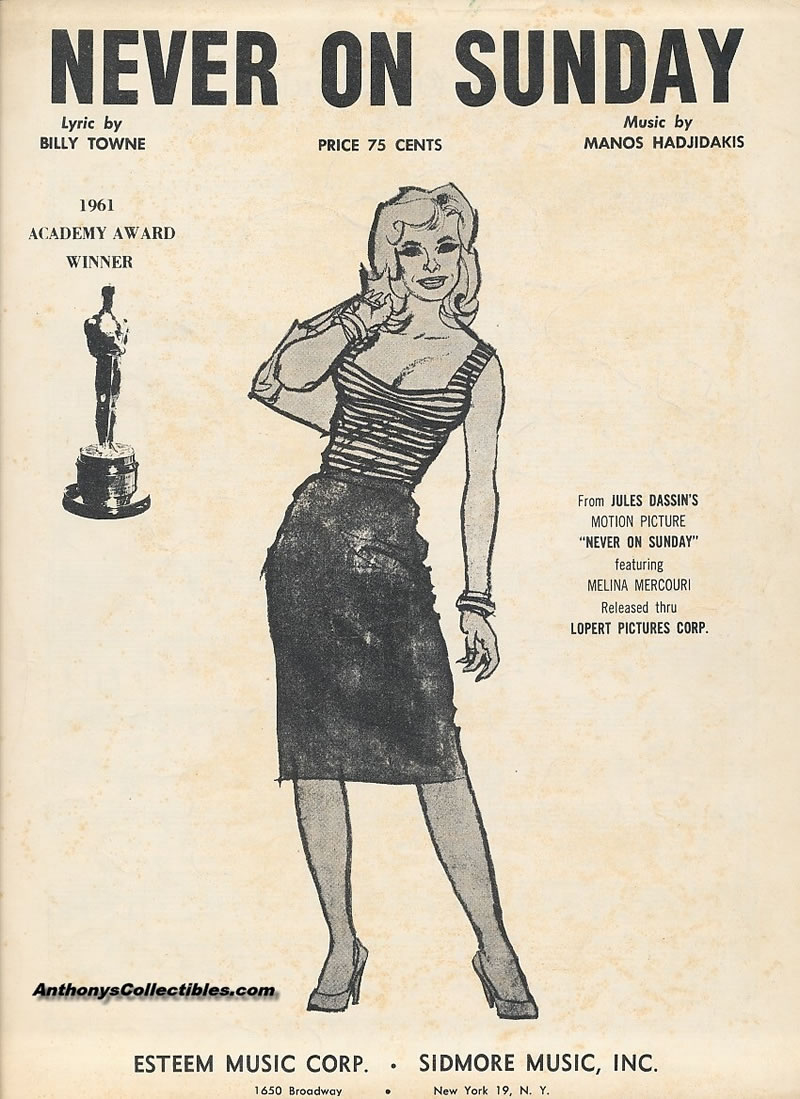 NEVER ON SUNDAY
Lyric by
BILLY TOWNE
PRICE 75 CENTS
Music by
MANOS HADJIDAKIS
1961
ACADEMY AWARD
WINNER
From JULES DASSIN'S
MOTION PICTURE
"NEVER ON SUNDAY"
featuring
MELINA MERCOURI
Released thru
LOPERT PICTURES CORP.
AnthonysCollectibles.com
ESTEEM MUSIC CORP. • SIDMORE MUSIC, INC.
1650 Broadway • New York 19, N. Y.